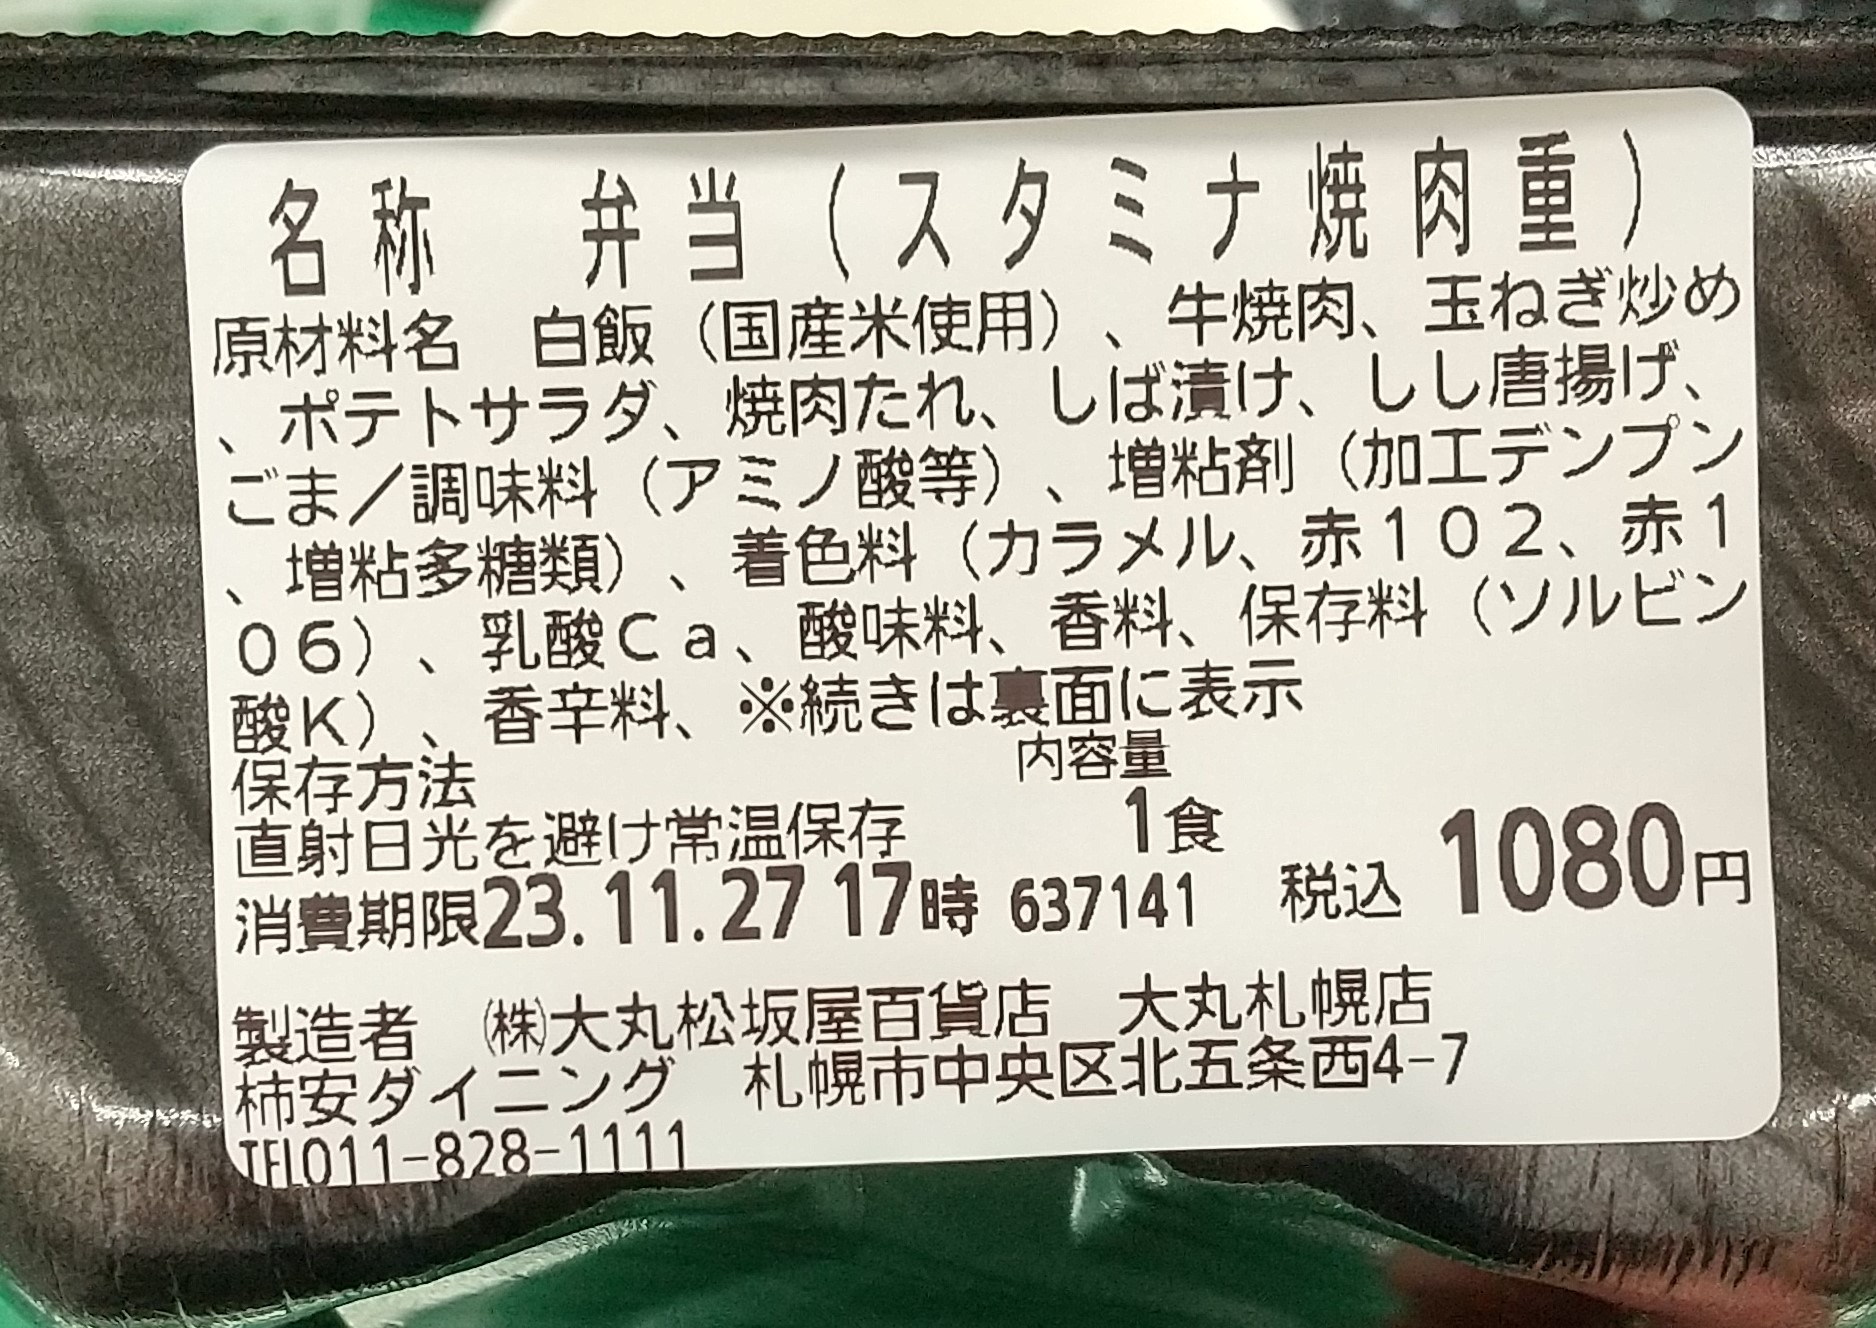 名称　弁当（スタミナ焼肉重）
原材料名　白飯（国産米使用）、牛焼肉、玉ねぎ炒め
、ポテトサラダ、焼肉たれ、しば漬け、しし唐揚げ、
ごま／調味料（アミノ酸等）、増粘剤（加工デンプン
、増粘多糖類）、着色料（カラメル、赤１０２、赤１
０６）、乳酸Ｃａ、酸味料、香料、保存料（ソルビン
酸Ｋ）、香辛料、※続きは裏面に表示
保存方法　内容量
直射日光を避け常温保存　1食
消費期限23.11.27 17時 637141　税込 1080円
製造者　㈱大丸松坂屋百貨店　大丸札幌店
柿安ダイニング　札幌市中央区北五条西4-7
TEL011-828-1111